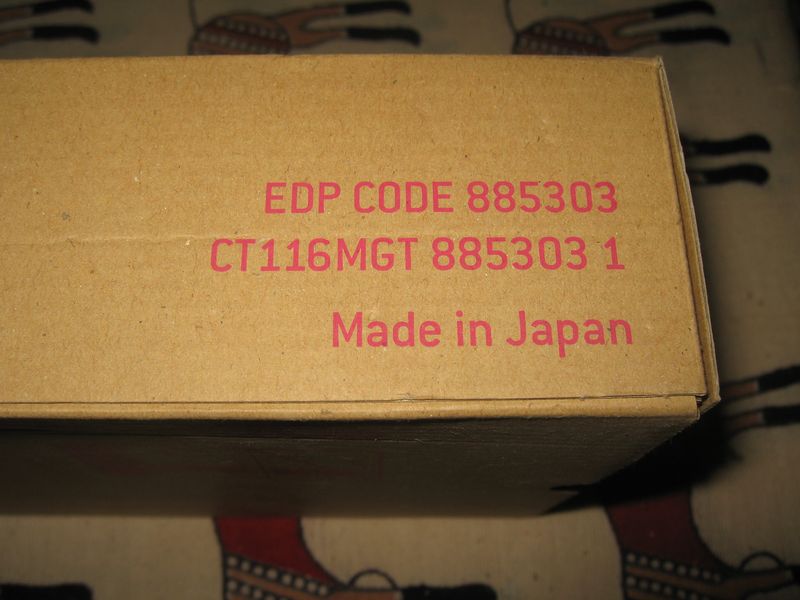 EDP CODE 885303
CT116MGT 885303 1
Made in Japan